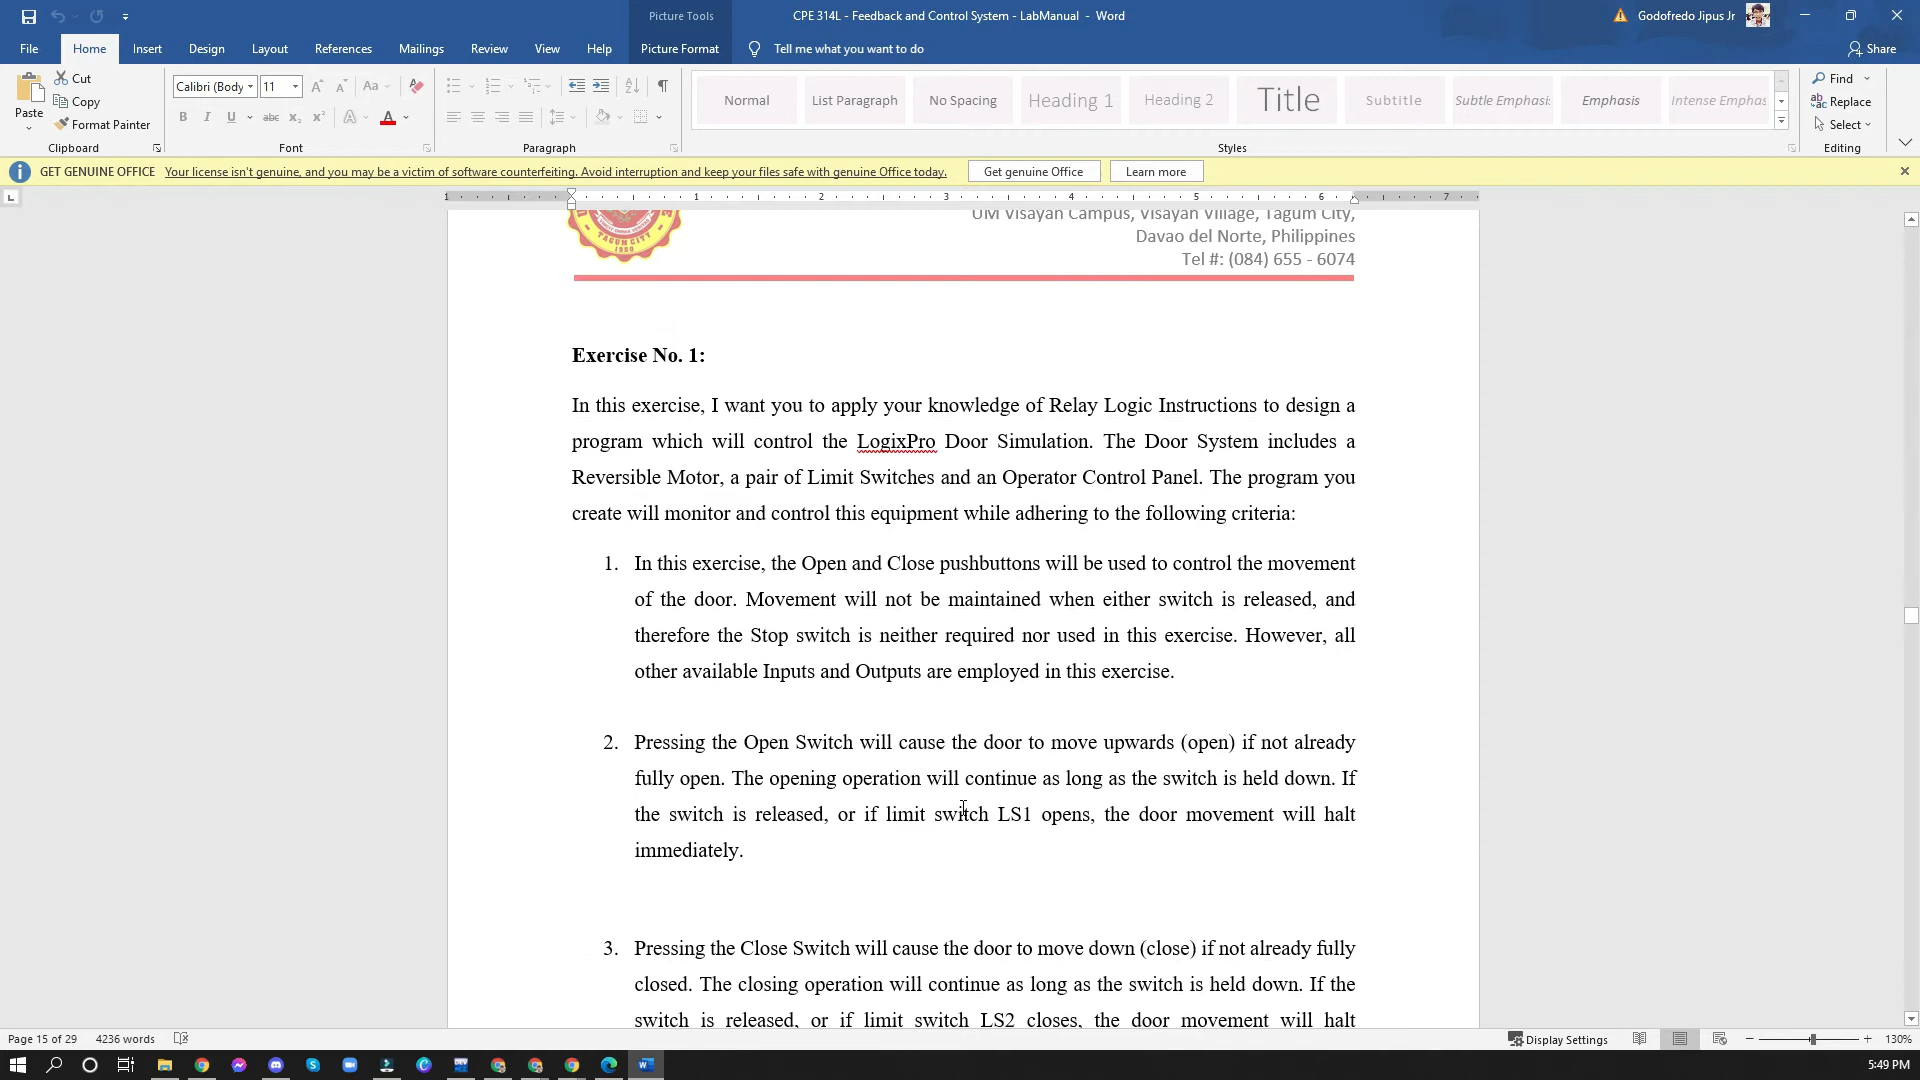 Picture Tools
CPE 314L - Feedback and Control System - LabManual - Word
Godofredo Jipus Jr
File Home Insert Design Layout References Mailings Review View Help Picture Format Tell me what you want to do Share
Paste
Cut
Copy
Format Painter
Calibri (Body 11
Normal List Paragraph No Spacing Heading 1 Heading 2 Title Subtitle Subtle Emphasi: Emphasis Intense Emphas
Find
Replace
Select
Clipboard Font Paragraph Styles Editing
GET GENUINE OFFICE Your license isn't genuine, and you may be a victim of software counterfeiting. Avoid interruption and keep your files safe with genuine Office today. Get genuine Office Learn more
1 1 2 3 4 5 6 7
UM Visayan Campus, Visayan Village, Tagum City,
Davao del Norte, Philippines
Tel #: (084) 655 - 6074
TAGUM CITY
Exercise No. 1:
In this exercise, I want you to apply your knowledge of Relay Logic Instructions to design a
program which will control the LogixPro Door Simulation. The Door System includes a
Reversible Motor, a pair of Limit Switches and an Operator Control Panel. The program you
create will monitor and control this equipment while adhering to the following criteria:
1. In this exercise, the Open and Close pushbuttons will be used to control the movement
of the door. Movement will not be maintained when either switch is released, and
therefore the Stop switch is neither required nor used in this exercise. However, all
other available Inputs and Outputs are employed in this exercise.
2. Pressing the Open Switch will cause the door to move upwards (open) if not already
fully open. The opening operation will continue as long as the switch is held down. If
the switch is released, or if limit switch LS1 opens, the door movement will halt
immediately.
3. Pressing the Close Switch will cause the door to move down (close) if not already fully
closed. The closing operation will continue as long as the switch is held down. If the
switch is released, or if limit switch LS2 closes, the door movement will halt
Page 15 of 29 4236 words Display Settings 130%
5:49 PM